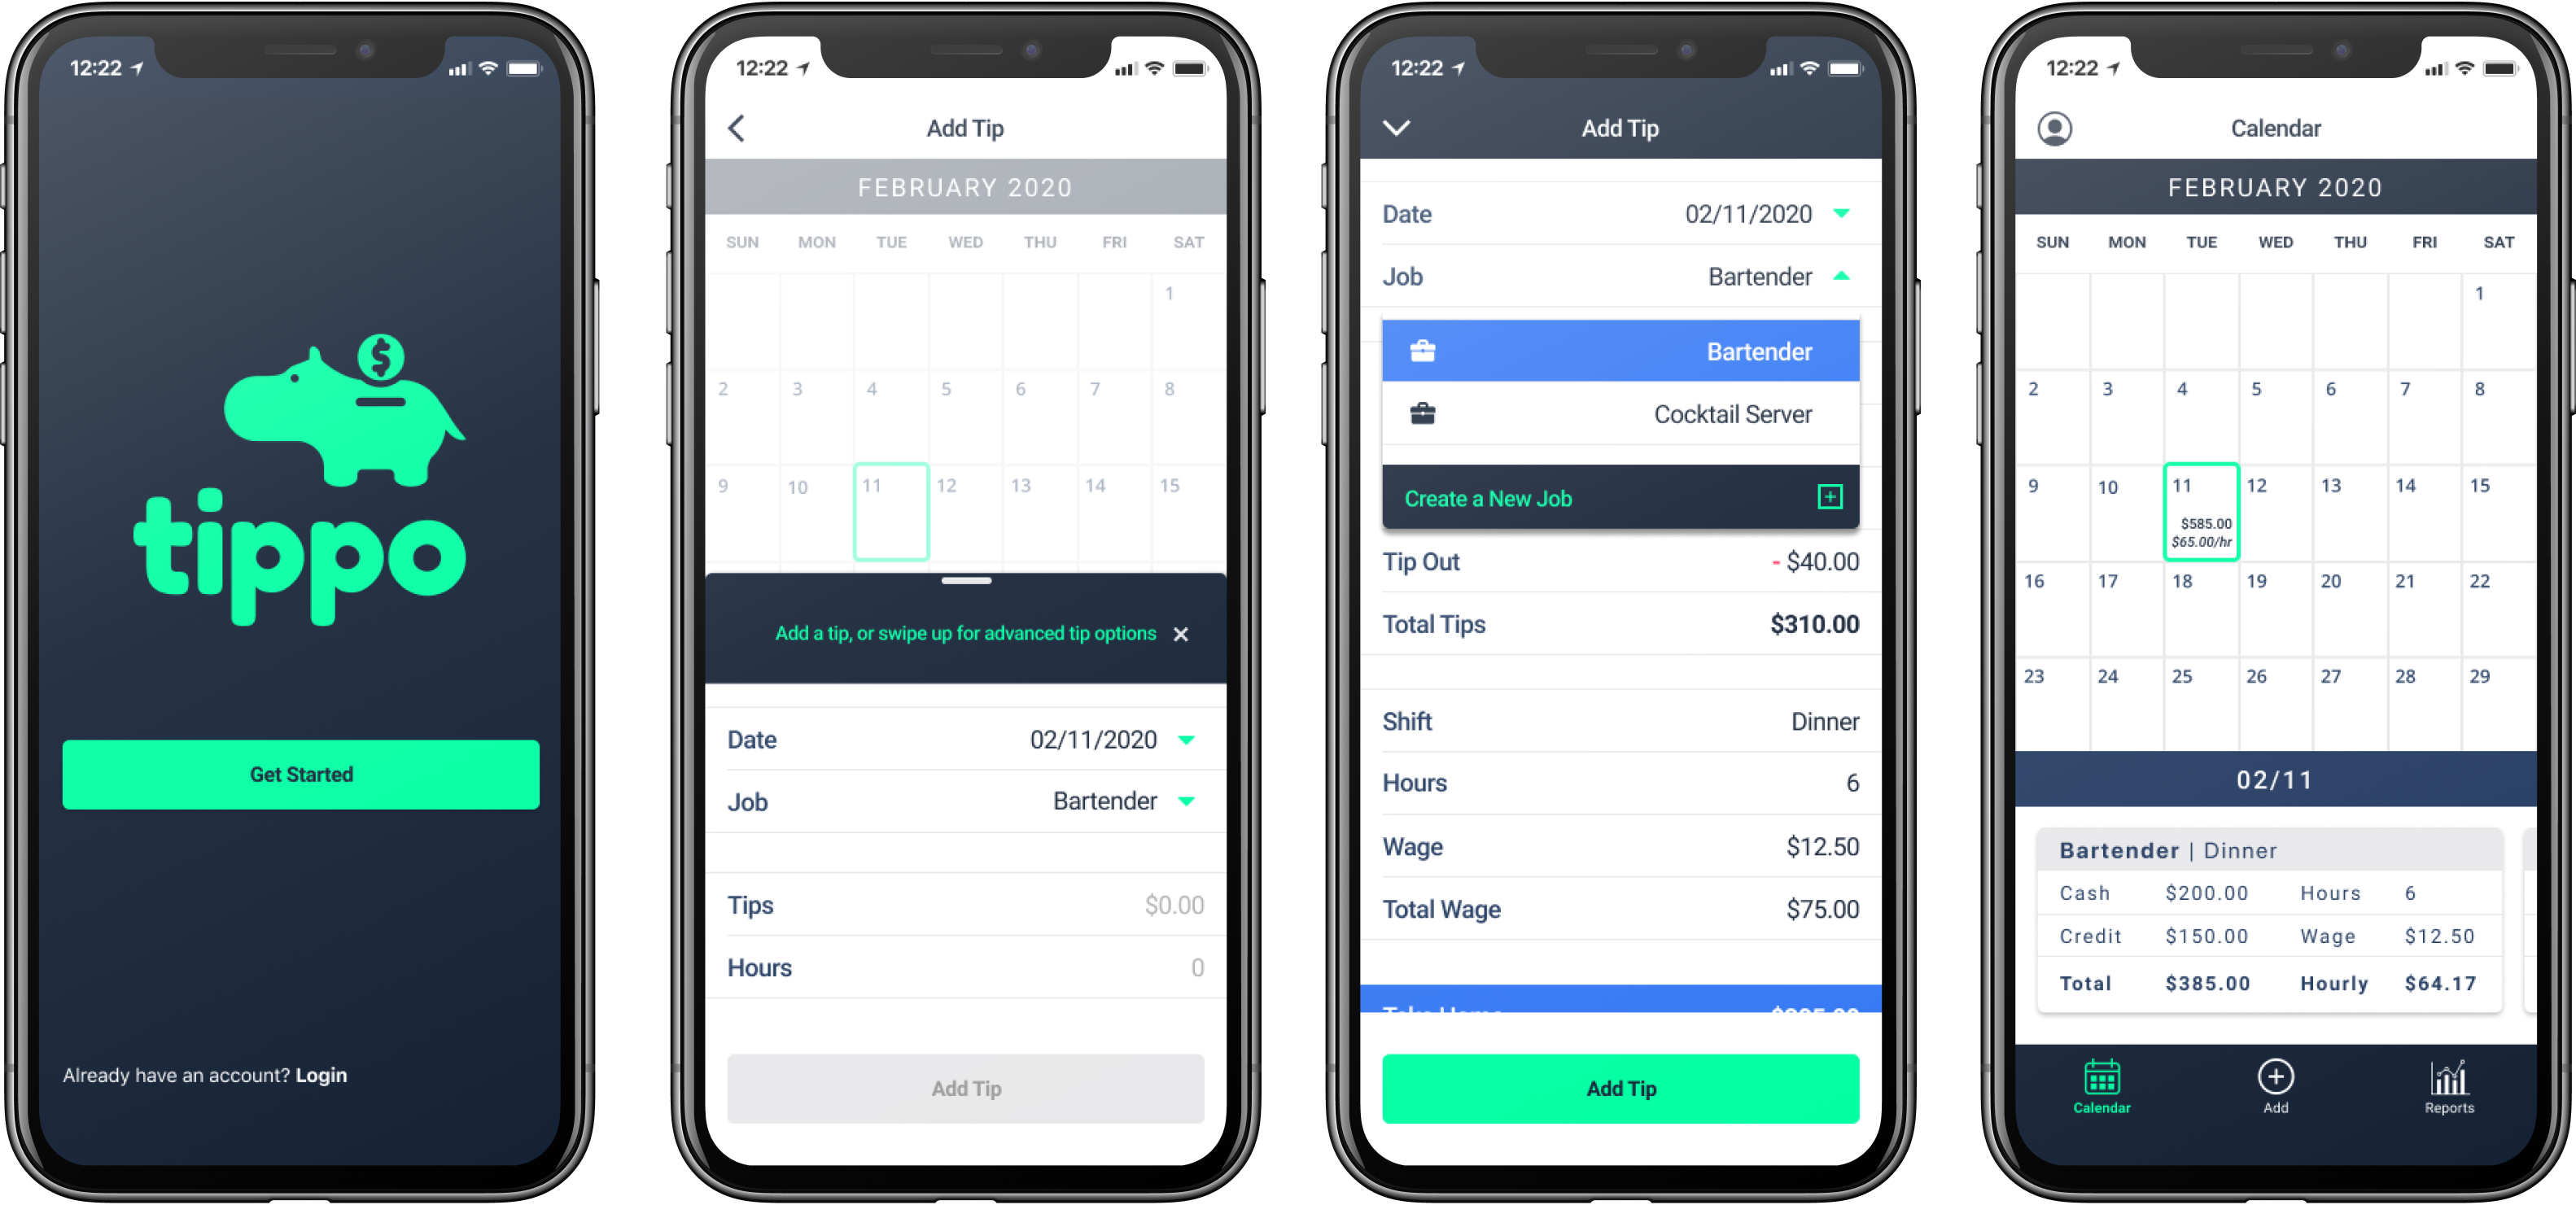 12:22
tippo
Get Started
Already have an account? Login
12:22
Add Tip
FEBRUARY 2020
SUN MON TUE WED THU FRI SAT
1
2 3 4 5 6 7 8
9 10 11 12 13 14 15
Add a tip, or swipe up for advanced tip options
Date 02/11/2020
Job Bartender
Tips $0.00
Hours 0
Add Tip
12:22
Add Tip
Date 02/11/2020
Job Bartender
Bartender
Cocktail Server
Create a New Job
Tip Out - $40.00
Total Tips $310.00
Shift Dinner
Hours 6
Wage $12.50
Total Wage $75.00
Take Home
Add Tip
12:22
Calendar
FEBRUARY 2020
SUN MON TUE WED THU FRI SAT
1
2 3 4 5 6 7 8
9 10 11 12 13 14 15
$585.00
$65.00/hr
16 17 18 19 20 21 22
23 24 25 26 27 28 29
02/11
Bartender | Dinner
Cash $200.00 Hours 6
Credit $150.00 Wage $12.50
Total $385.00 Hourly $64.17
Calendar Add Reports